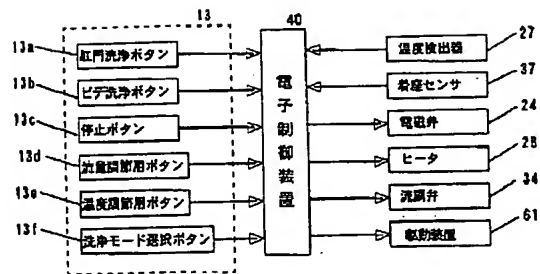 13
40
13a
肛門洗浄ボタン
13b
ビデ洗浄ボタン
13c
停止ボタン
13d
流量調節用ボタン
13e
温度調節用ボタン
13f
洗浄モード選択ボタン
電子制御装置
温度検出器
27
着座センサ
37
電磁弁
24
ヒータ
28
流調弁
34
駆動装置
61